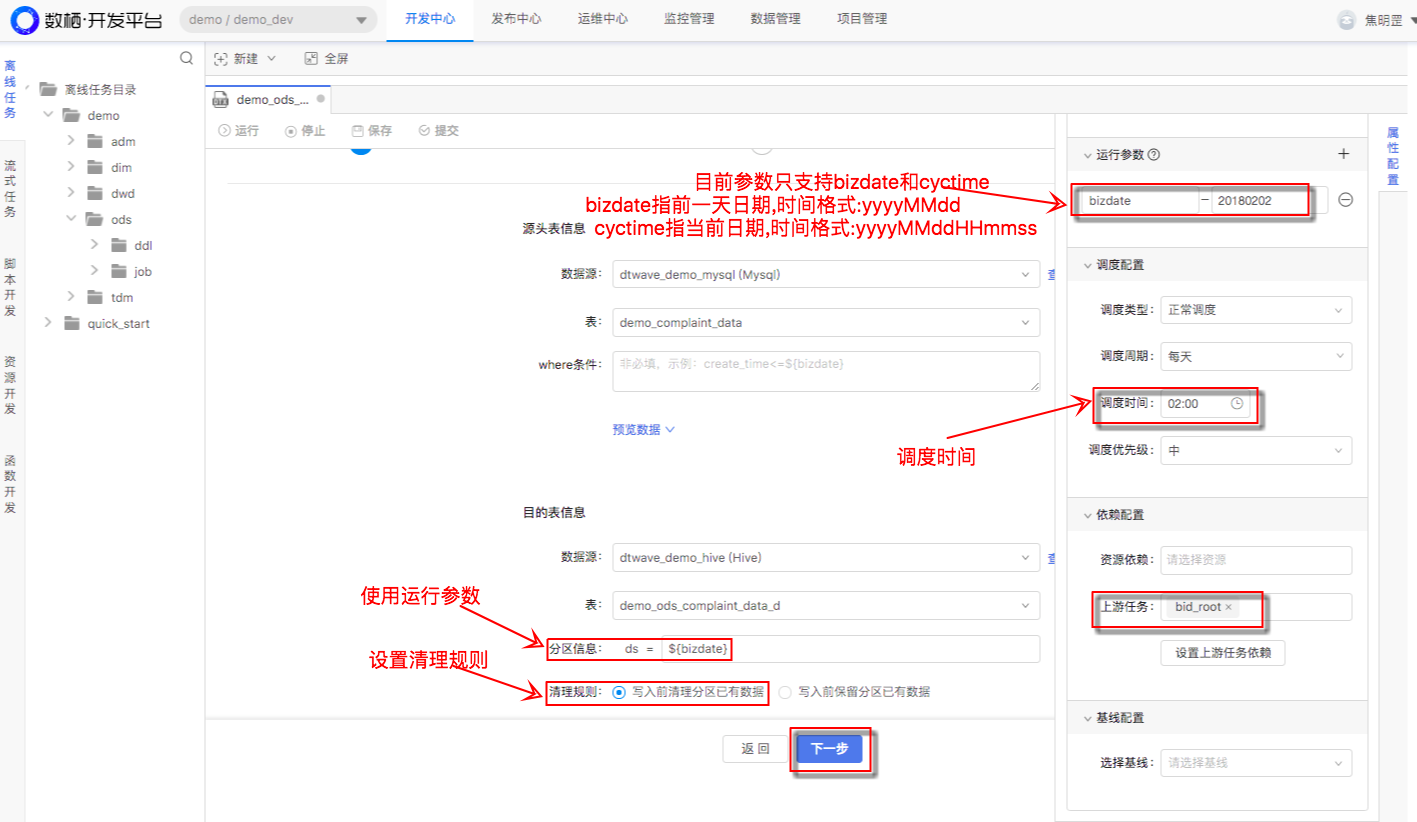 数栖·开发平台
demo / demo_dev
开发中心
发布中心
运维中心
监控管理
数据管理
项目管理
焦明罡
离线任务
流式任务
脚本开发
资源开发
函数开发
离线任务目录
demo
adm
dim
dwd
ods
ddl
job
tdm
quick_start
新建
全屏
demo_ods_...
运行
停止
保存
提交
目前参数只支持bizdate和cyctime
bizdate指前一天日期,时间格式:yyyyMMdd
cyctime指当前日期,时间格式:yyyyMMddHHmmss
源头表信息
数据源: dtwave_demo_mysql (Mysql)
表: demo_complaint_data
where条件: 非必填，示例：create_time<=${bizdate}
预览数据
调度时间
目的表信息
数据源: dtwave_demo_hive (Hive)
使用运行参数
表: demo_ods_complaint_data_d
分区信息: ds = ${bizdate}
设置清理规则
清理规则: 写入前清理分区已有数据 写入前保留分区已有数据
返 回
下一步
属性配置
运行参数
bizdate – 20180202
调度配置
调度类型: 正常调度
调度周期: 每天
调度时间: 02:00
调度优先级: 中
依赖配置
资源依赖: 请选择资源
上游任务: bid_root ×
设置上游任务依赖
基线配置
选择基线: 请选择基线